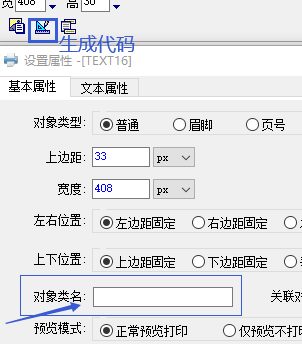 宽 408 高 30
生成代码
设置属性 -[TEXT16]
基本属性 文本属性
对象类型: 普通 眉脚 页号
上边距: 33 px
宽度: 408 px
左右位置: 左边距固定 右边距固定
上下位置: 上边距固定 下边距固定
对象类名: 关联对
预览模式: 正常预览打印 仅预览不打